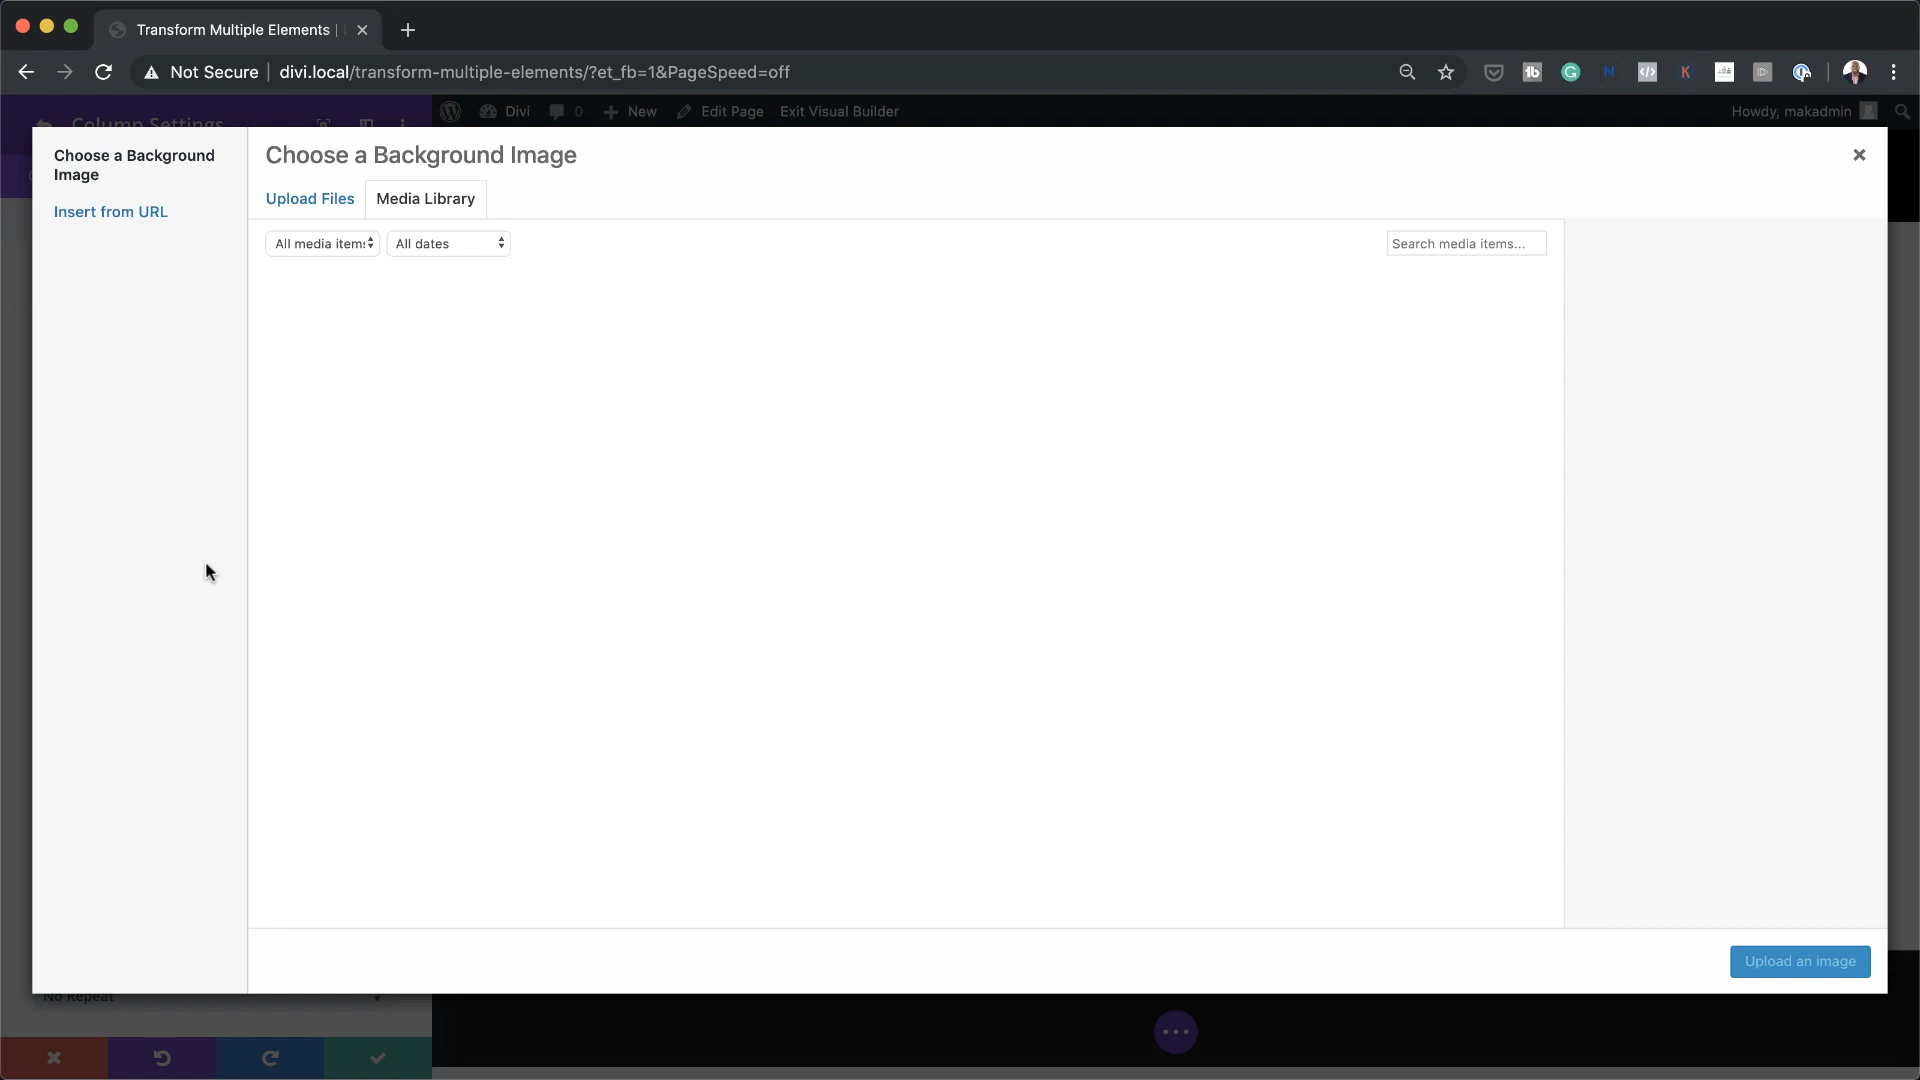 Transform Multiple Elements |
Not Secure | divi.local/transform-multiple-elements/?et_fb=1&PageSpeed=off
Column Settings
Divi
0
New
Edit Page
Exit Visual Builder
Howdy, makadmin
Choose a Background
Image
Insert from URL
Choose a Background Image
Upload Files
Media Library
All media items
All dates
Search media items...
Upload an image
No Repeat